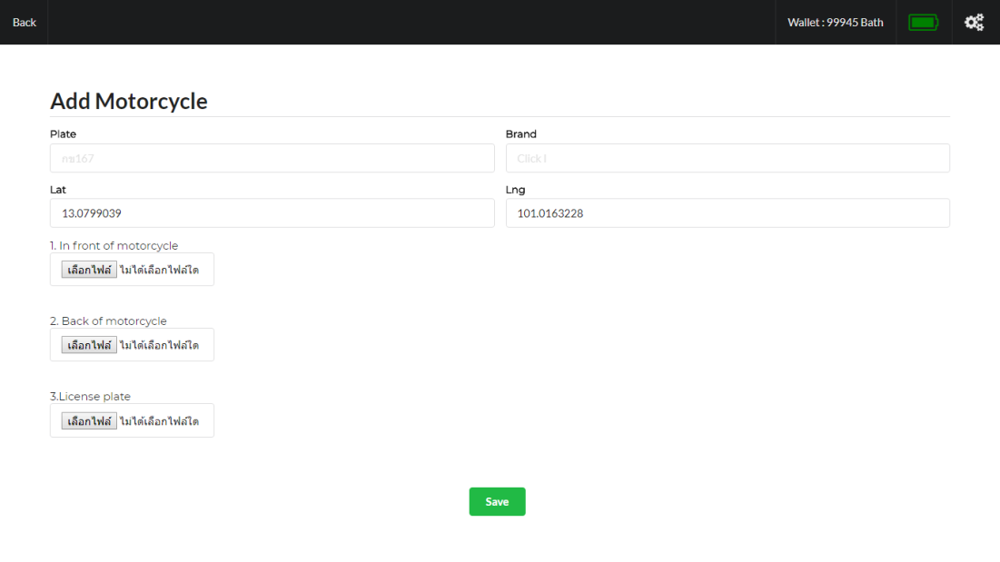 Back
Wallet : 99945 Bath
Add Motorcycle
Plate
Brand
กข167
Click I
Lat
Lng
13.0799039
101.0163228
1. In front of motorcycle
เลือกไฟล์ ไม่ได้เลือกไฟล์ใด
2. Back of motorcycle
เลือกไฟล์ ไม่ได้เลือกไฟล์ใด
3.License plate
เลือกไฟล์ ไม่ได้เลือกไฟล์ใด
Save